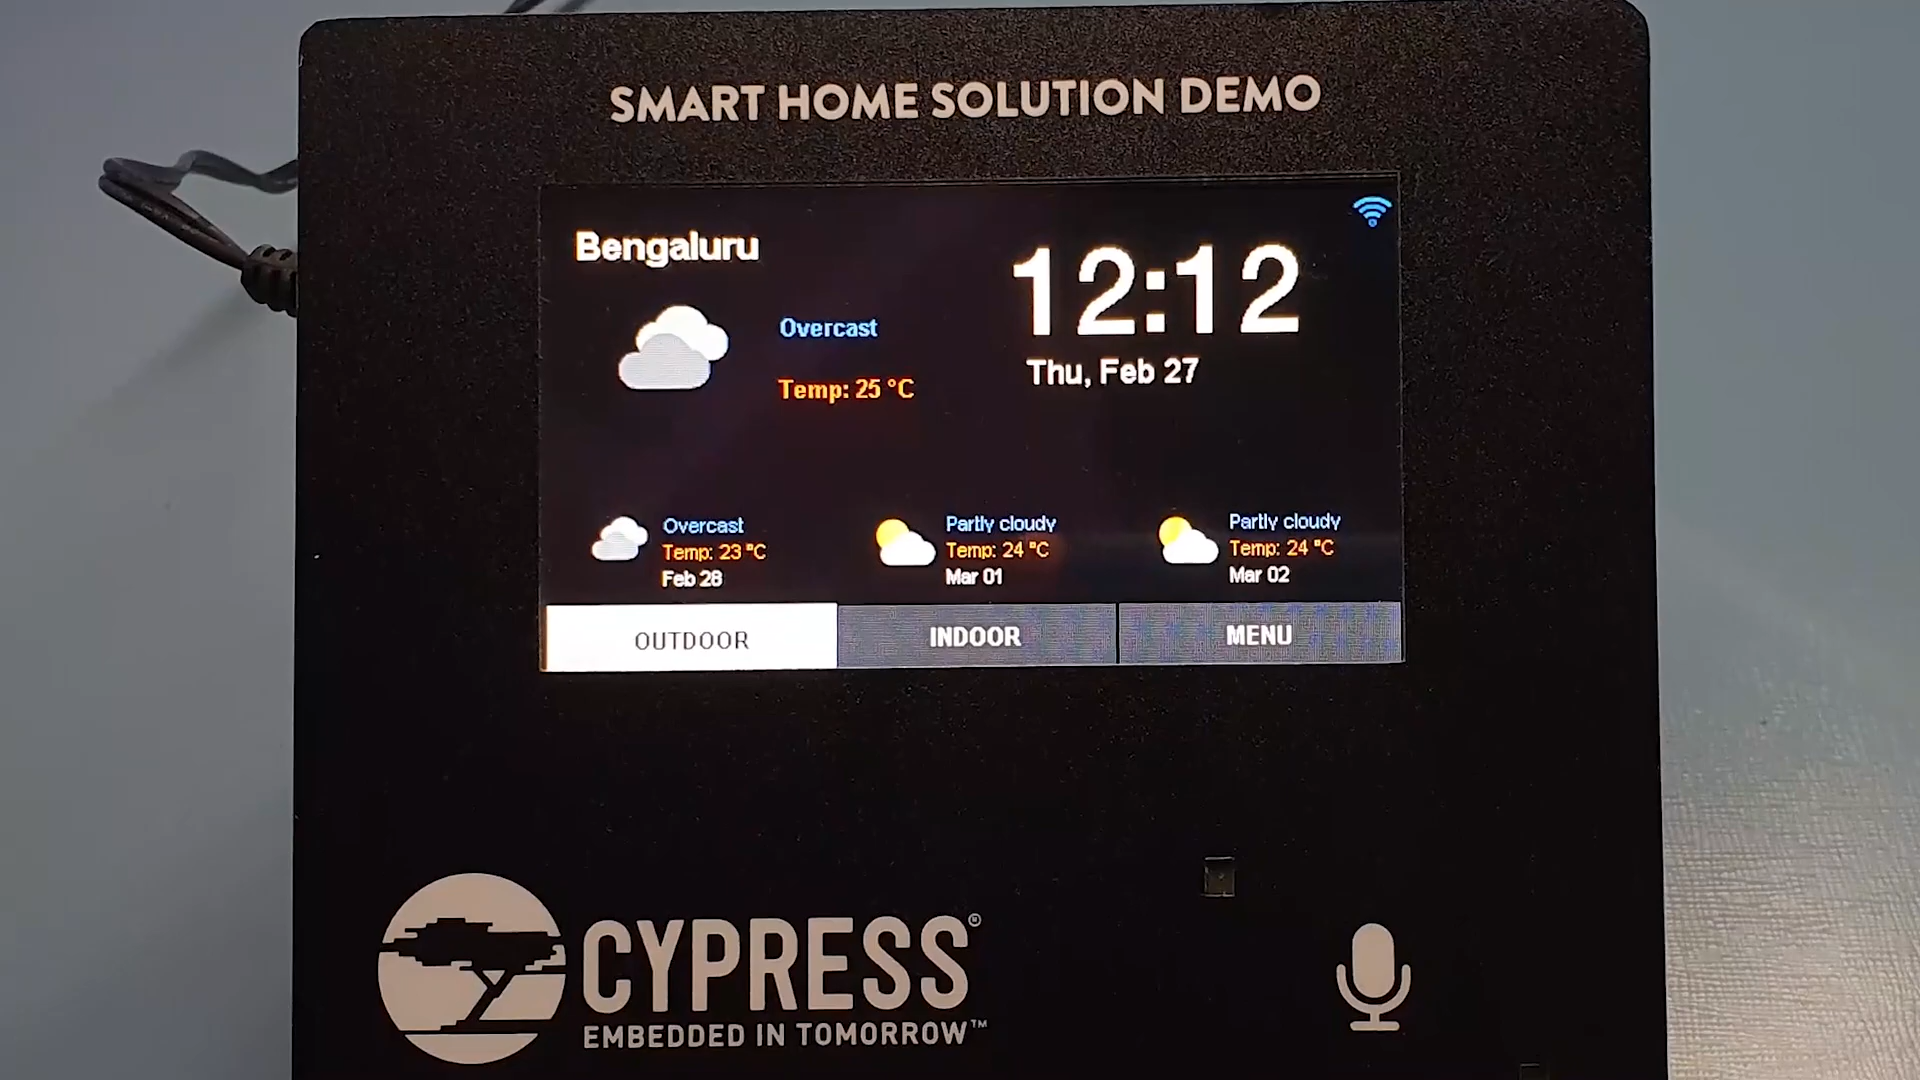 SMART HOME SOLUTION DEMO
Bengaluru
12:12
Overcast
Thu, Feb 27
Temp: 25 °C
Overcast
Temp: 23 °C
Feb 28
Partly cloudy
Temp: 24 °C
Mar 01
Partly cloudy
Temp: 24 °C
Mar 02
OUTDOOR
INDOOR
MENU
CYPRESS®
EMBEDDED IN TOMORROW™